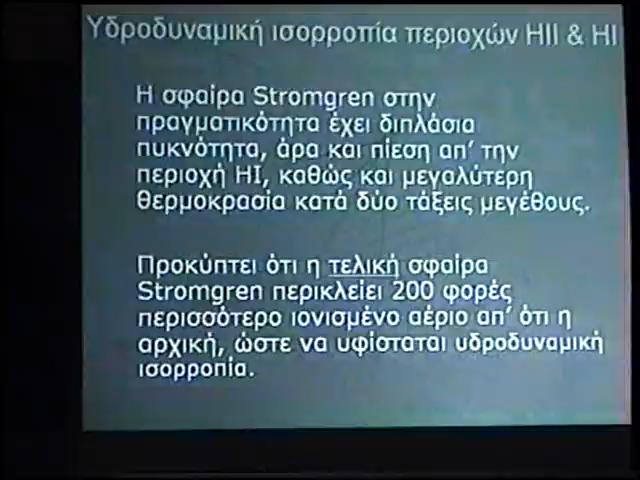 Υδροδυναμική ισορροπία περιοχών ΗΙΙ & ΗΙ
Η σφαίρα Stromgren στην
πραγματικότητα έχει διπλάσια
πυκνότητα, άρα και πίεση απ’ την
περιοχή ΗΙ, καθώς και μεγαλύτερη
θερμοκρασία κατά δύο τάξεις μεγέθους.
Προκύπτει ότι η τελική σφαίρα
Stromgren περικλείει 200 φορές
περισσότερο ιονισμένο αέριο απ’ ότι η
αρχική, ώστε να υφίσταται υδροδυναμική
ισορροπία.